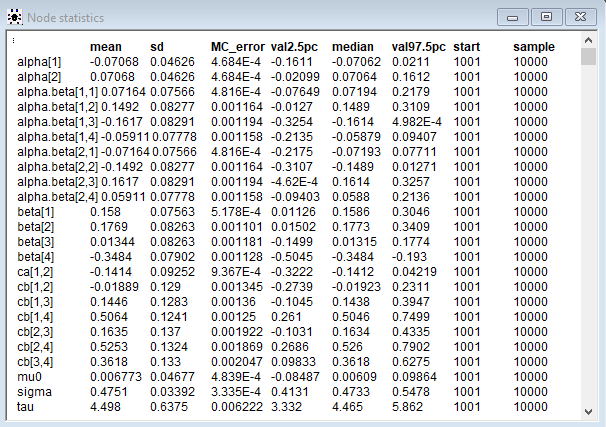 Node statistics
mean sd MC_error val2.5pc median val97.5pc start sample
alpha[1] -0.07068 0.04626 4.684E-4 -0.1611 -0.07062 0.0211 1001 10000
alpha[2] 0.07068 0.04626 4.684E-4 -0.02099 0.07064 0.1612 1001 10000
alpha.beta[1,1] 0.07164 0.07566 4.816E-4 -0.07649 0.07194 0.2179 1001 10000
alpha.beta[1,2] 0.1492 0.08277 0.001164 -0.0127 0.1489 0.3109 1001 10000
alpha.beta[1,3] -0.1617 0.08291 0.001194 -0.3254 -0.1614 4.982E-4 1001 10000
alpha.beta[1,4] -0.05911 0.07778 0.001158 -0.2135 -0.05879 0.09407 1001 10000
alpha.beta[2,1] -0.07164 0.07566 4.816E-4 -0.2175 -0.07193 0.07711 1001 10000
alpha.beta[2,2] -0.1492 0.08277 0.001164 -0.3107 -0.1489 0.01271 1001 10000
alpha.beta[2,3] 0.1617 0.08291 0.001194 -4.62E-4 0.1614 0.3257 1001 10000
alpha.beta[2,4] 0.05911 0.07778 0.001158 -0.09403 0.0588 0.2136 1001 10000
beta[1] 0.158 0.07563 5.178E-4 0.01126 0.1586 0.3046 1001 10000
beta[2] 0.1769 0.08263 0.001101 0.01502 0.1773 0.3409 1001 10000
beta[3] 0.01344 0.08263 0.001181 -0.1499 0.01315 0.1774 1001 10000
beta[4] -0.3484 0.07902 0.001128 -0.5045 -0.3484 -0.193 1001 10000
ca[1,2] -0.1414 0.09252 9.367E-4 -0.3222 -0.1412 0.04219 1001 10000
cb[1,2] -0.01889 0.129 0.001345 -0.2739 -0.01923 0.2311 1001 10000
cb[1,3] 0.1446 0.1283 0.00136 -0.1045 0.1438 0.3947 1001 10000
cb[1,4] 0.5064 0.1241 0.00125 0.261 0.5046 0.7499 1001 10000
cb[2,3] 0.1635 0.137 0.001922 -0.1031 0.1634 0.4335 1001 10000
cb[2,4] 0.5253 0.1324 0.001869 0.2686 0.526 0.7902 1001 10000
cb[3,4] 0.3618 0.133 0.002047 0.09833 0.3618 0.6275 1001 10000
mu0 0.006773 0.04677 4.839E-4 -0.08487 0.00609 0.09864 1001 10000
sigma 0.4751 0.03392 3.335E-4 0.4131 0.4733 0.5478 1001 10000
tau 4.498 0.6375 0.006222 3.332 4.465 5.862 1001 10000